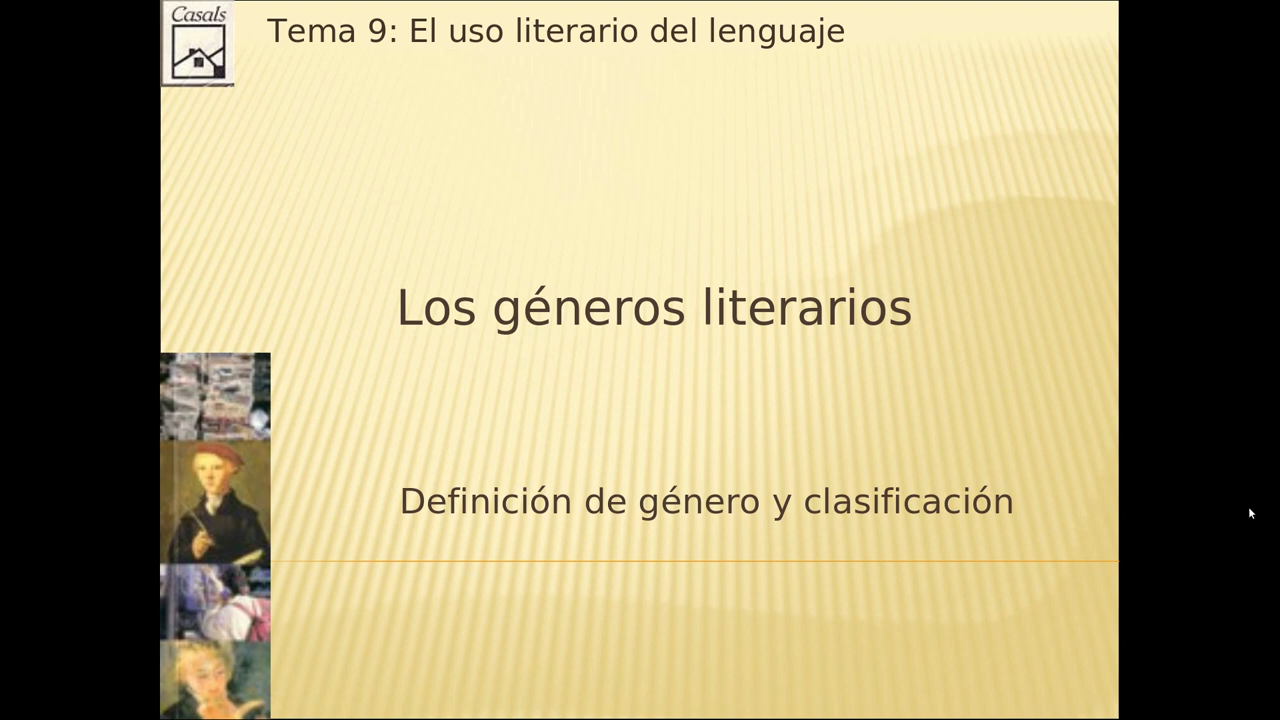 Casals
Tema 9: El uso literario del lenguaje
Los géneros literarios
Definición de género y clasificación